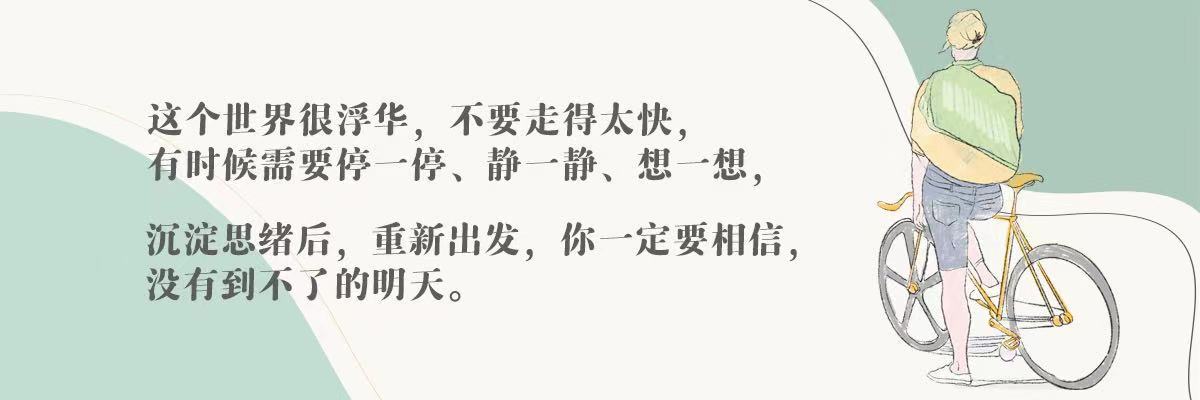 这个世界很浮华，不要走得太快，
有时候需要停一停、静一静、想一想，
沉淀思绪后，重新出发，你一定要相信，
没有到不了的明天。